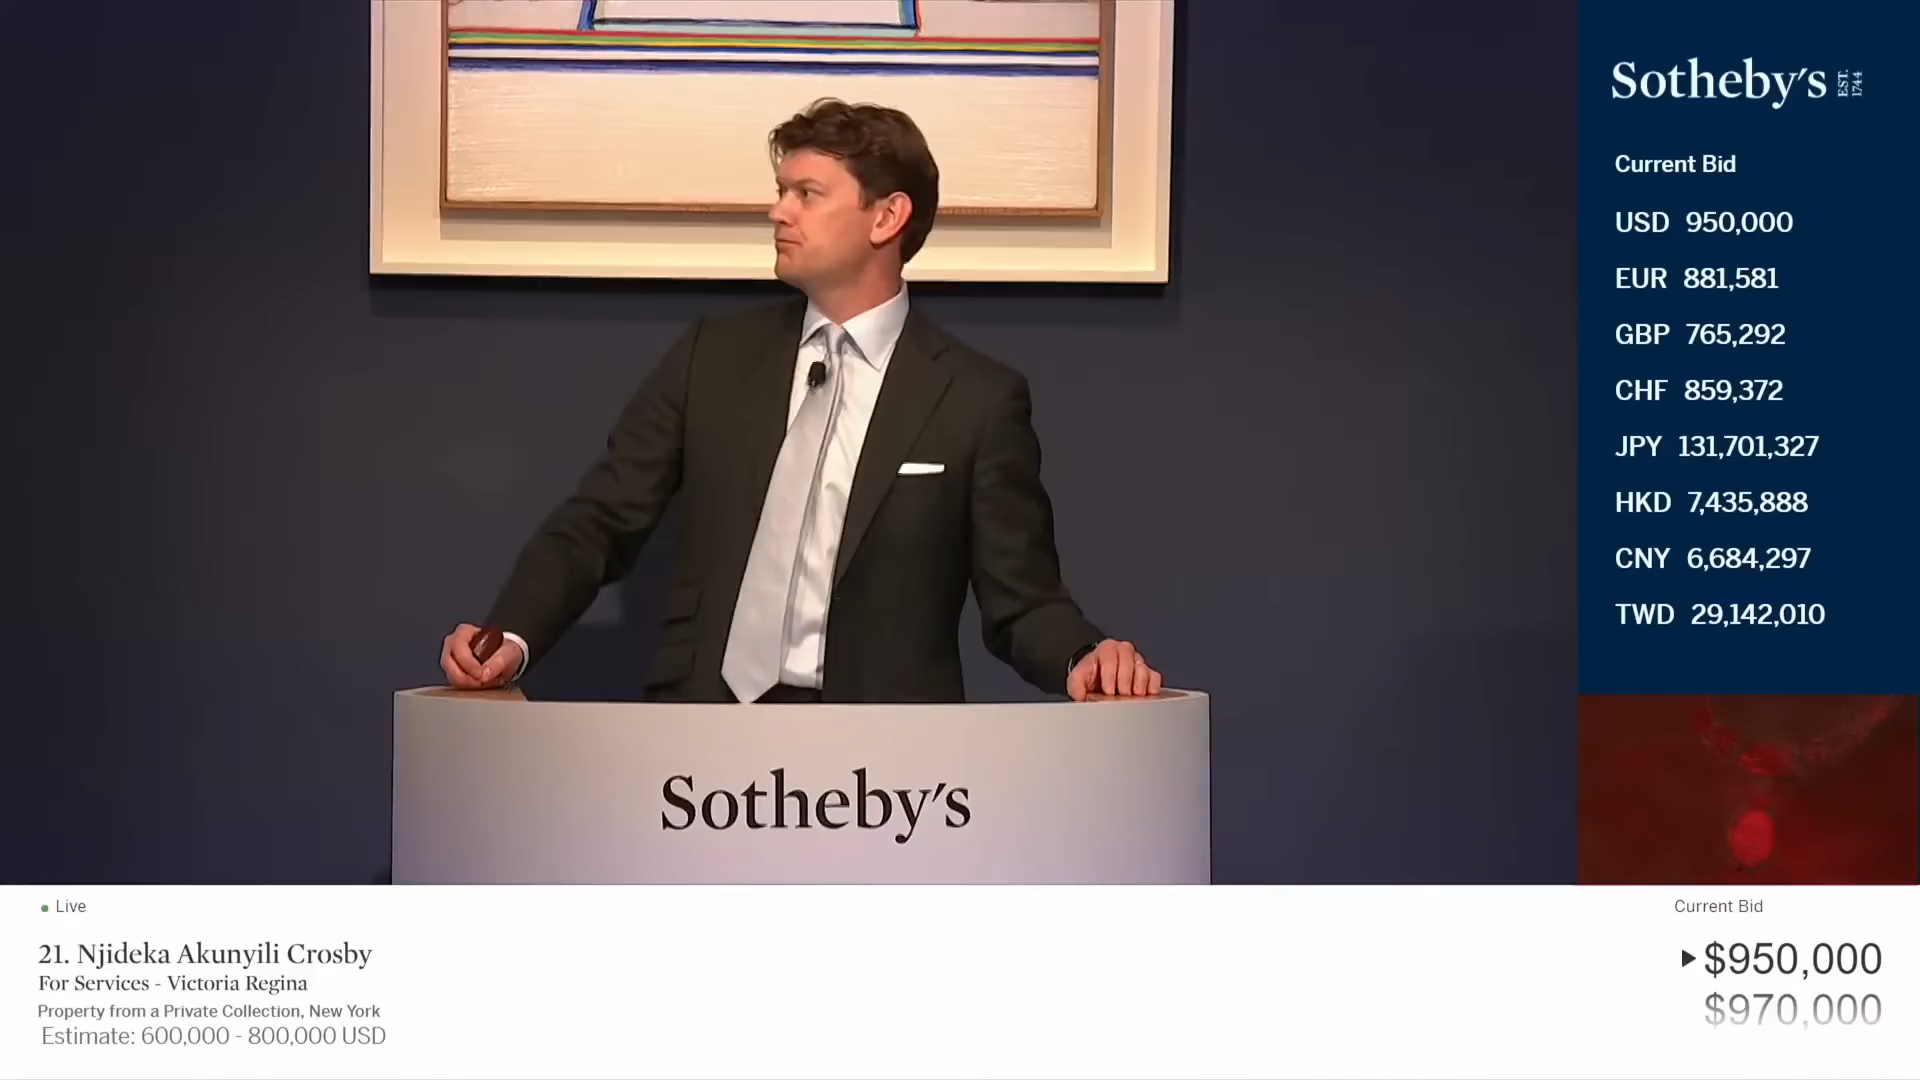 Sotheby's EST. 1744
Current Bid
USD 950,000
EUR 881,581
GBP 765,292
CHF 859,372
JPY 131,701,327
HKD 7,435,888
CNY 6,684,297
TWD 29,142,010
Sotheby's
Live
21. Njideka Akunyili Crosby
For Services - Victoria Regina
Property from a Private Collection, New York
Estimate: 600,000 - 800,000 USD
Current Bid
$950,000
$970,000